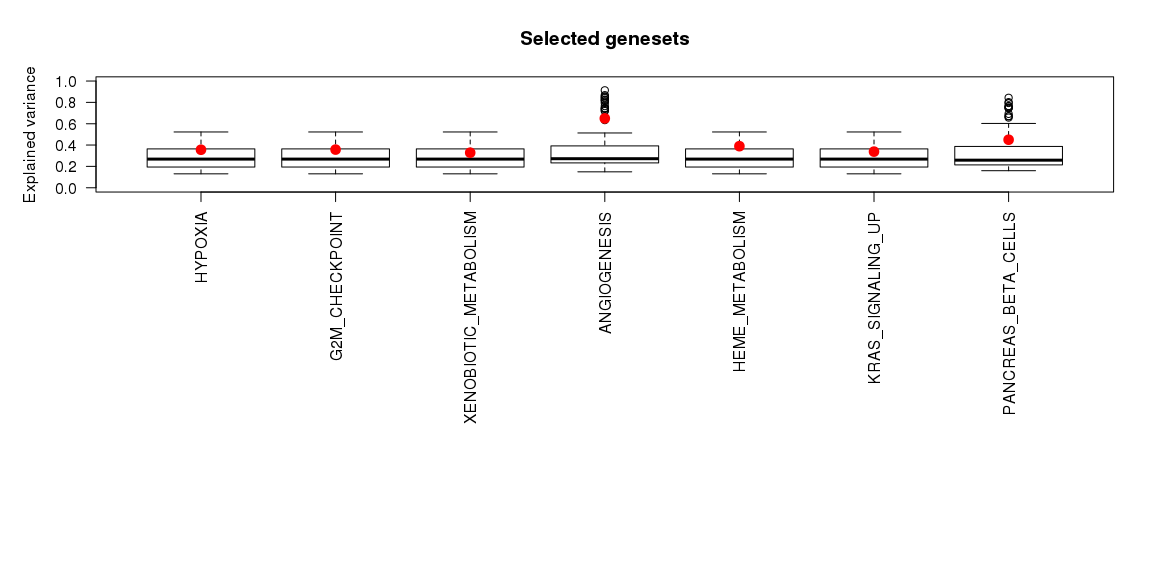 Selected genesets
Explained variance
1.0
0.8
0.6
0.4
0.2
0.0
HYPOXIA
G2M_CHECKPOINT
XENOBIOTIC_METABOLISM
ANGIOGENESIS
HEME_METABOLISM
KRAS_SIGNALING_UP
PANCREAS_BETA_CELLS